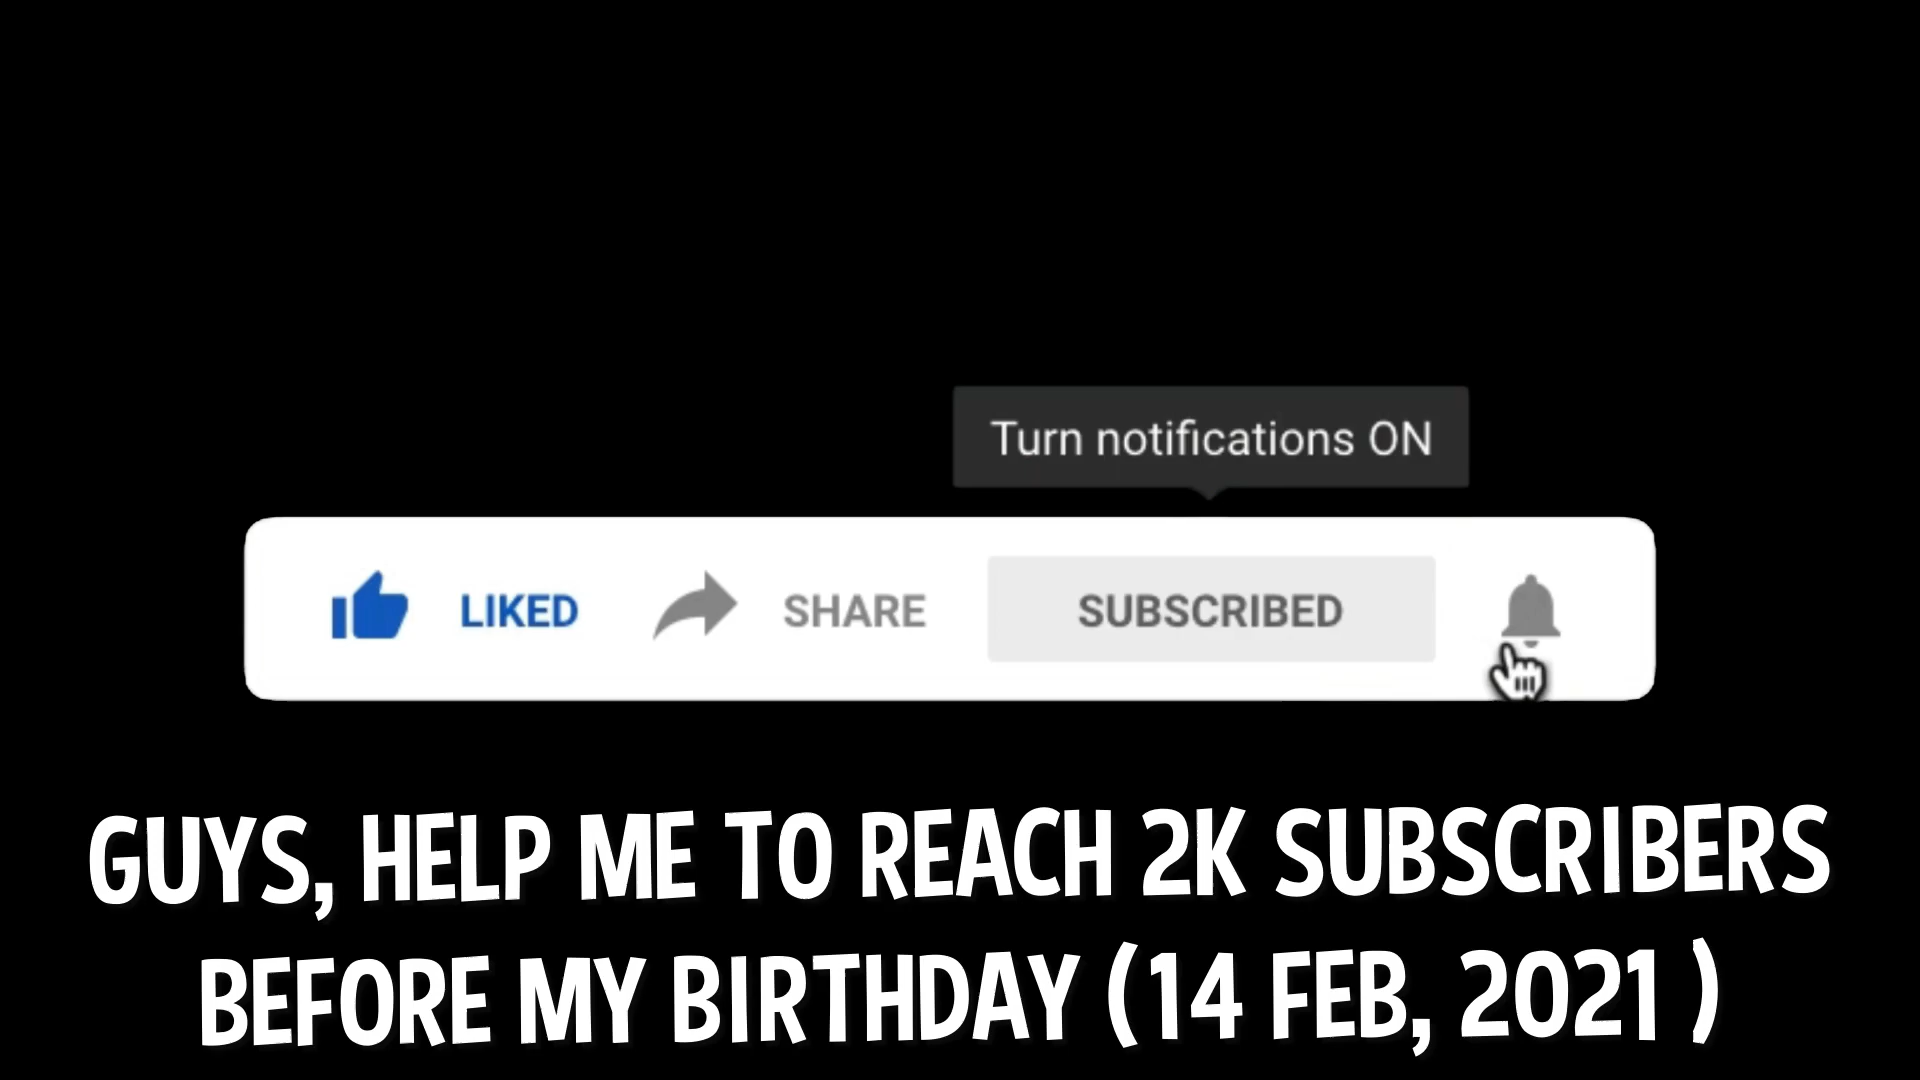 Turn notifications ON
LIKED SHARE SUBSCRIBED
GUYS, HELP ME TO REACH 2K SUBSCRIBERS
BEFORE MY BIRTHDAY (14 FEB, 2021 )